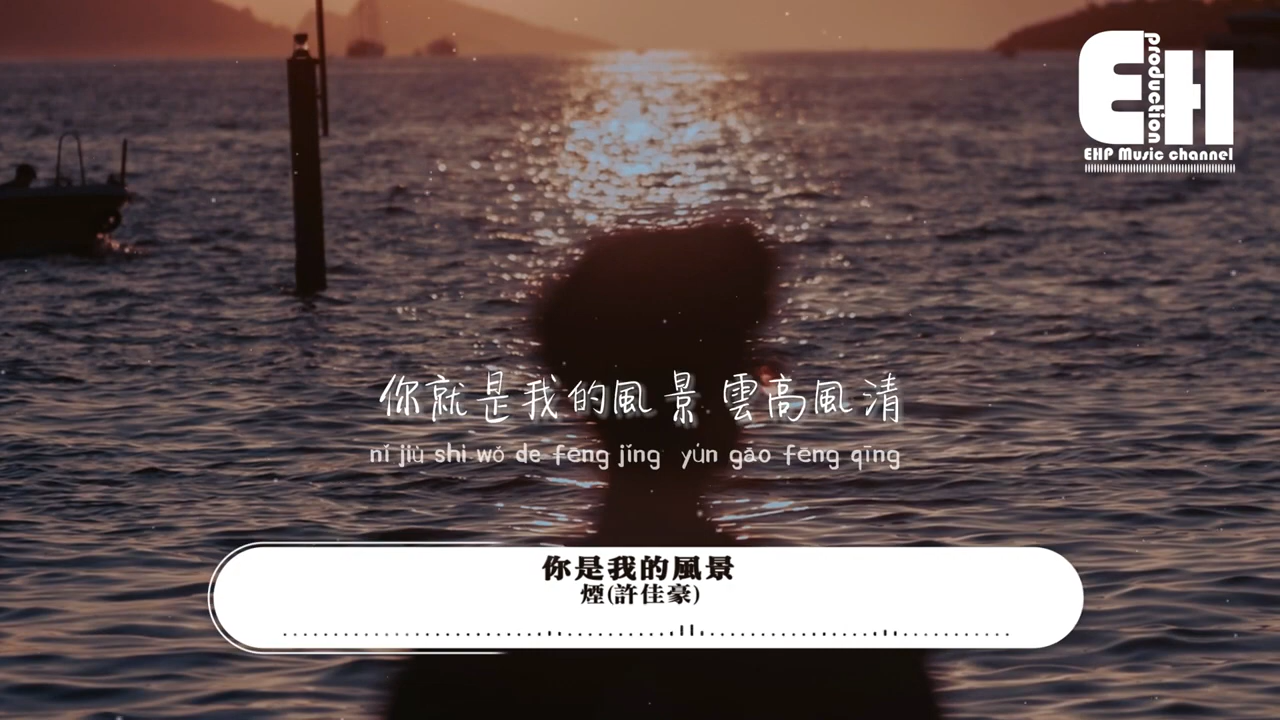 EH
production
EHP Music channel
你就是我的風景 雲高風清
nǐ jiù shì wǒ de fēng jǐng yún gāo fēng qīng
你是我的風景
煙(許佳豪)